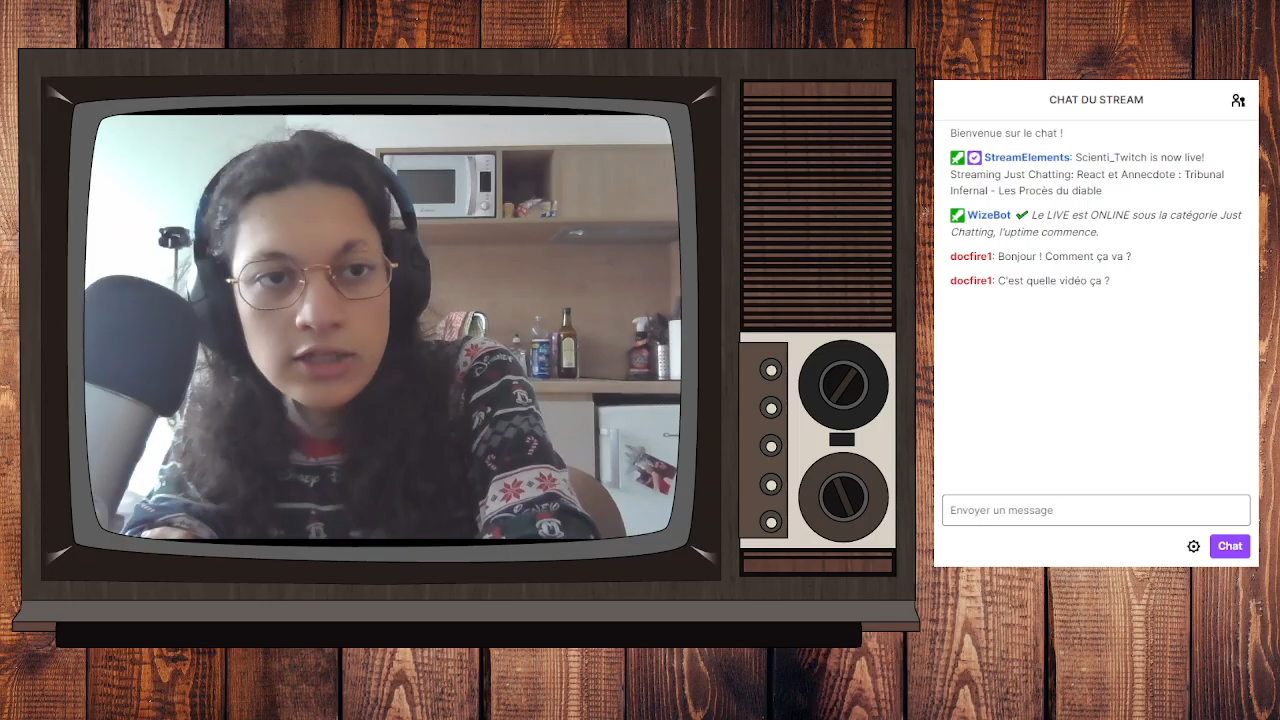 CHAT DU STREAM
Bienvenue sur le chat !
StreamElements: Scienti_Twitch is now live!
Streaming Just Chatting: React et Annecdote : Tribunal
Infernal - Les Procès du diable
WizeBot ✔ Le LIVE est ONLINE sous la catégorie Just
Chatting, l'uptime commence.
docfire1: Bonjour ! Comment ça va ?
docfire1: C'est quelle vidéo ça ?
Envoyer un message
Chat